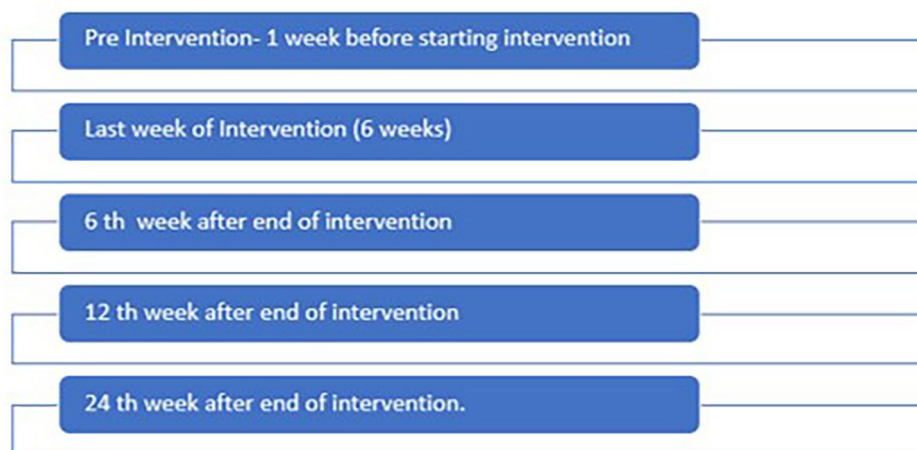 Pre Intervention- 1 week before starting intervention
Last week of Intervention (6 weeks)
6 th  week after end of intervention
12 th week after end of intervention
24 th week after end of intervention.